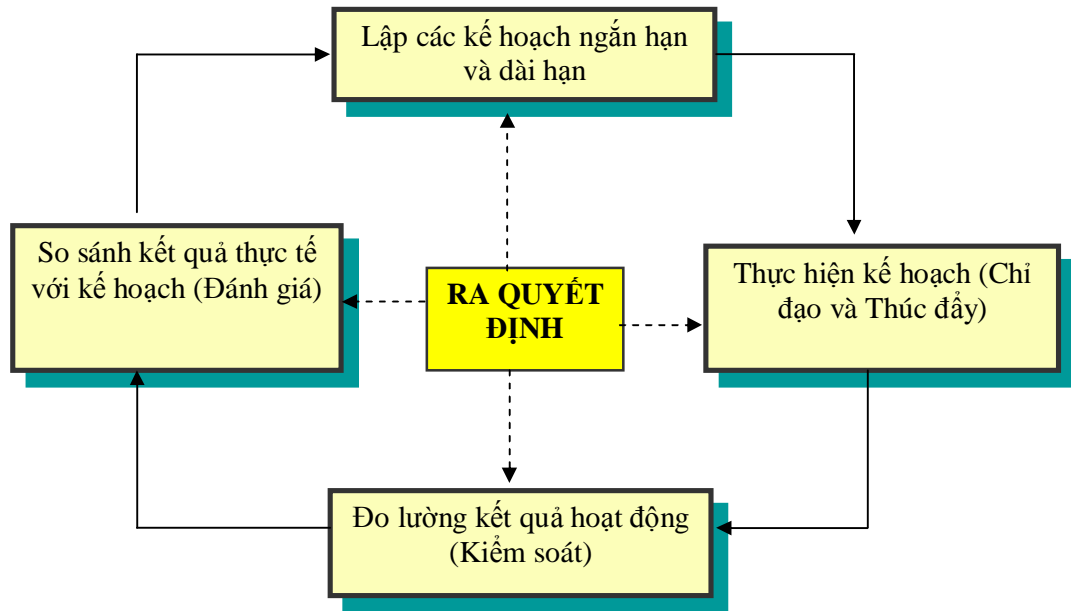 Lập các kế hoạch ngắn hạn
và dài hạn
So sánh kết quả thực tế
với kế hoạch (Đánh giá)
RA QUYẾT
ĐỊNH
Thực hiện kế hoạch (Chỉ
đạo và Thúc đẩy)
Đo lường kết quả hoạt động
(Kiểm soát)